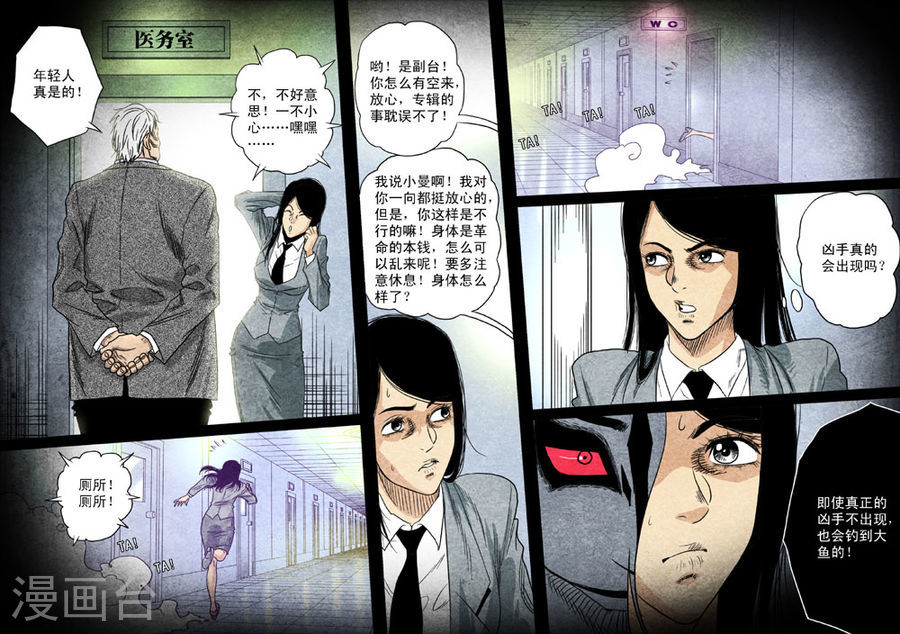 医务室
年轻人
真是的！
不，不好意
思！一不小
心……嘿嘿
……
哟！是副台！
你怎么有空来，
放心，专辑的
事耽误不了！
我说小曼啊！我对
你一向都挺放心的，
但是，你这样是不
行的嘛！身体是革
命的本钱，怎么可
以乱来呢！要多注
意休息！身体怎么
样了？
WC
TA!
TA!
TA!
TA!
凶手真的
会出现吗？
厕所！
厕所！
TA!
TA!
即使真正的
凶手不出现，
也会钓到大
鱼的！
漫画台